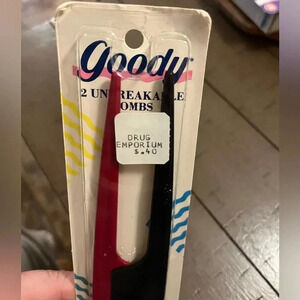 goody
2 UNBREAKABLE
COMBS
DRUG
EMPORIUM
$.40